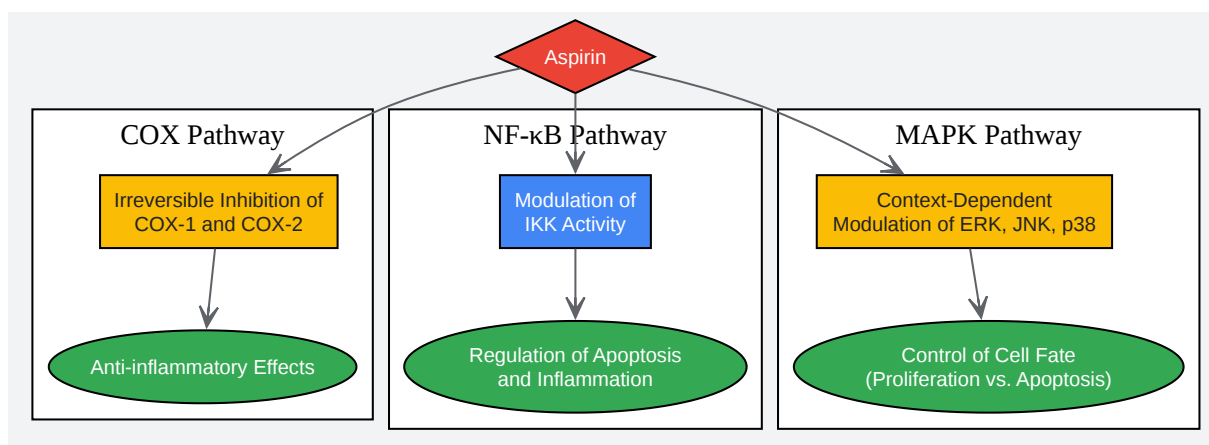 Aspirin
COX Pathway
Irreversible Inhibition of
COX-1 and COX-2
Anti-inflammatory Effects
NF-κB Pathway
Modulation of
IKK Activity
Regulation of Apoptosis
and Inflammation
MAPK Pathway
Context-Dependent
Modulation of ERK, JNK, p38
Control of Cell Fate
(Proliferation vs. Apoptosis)